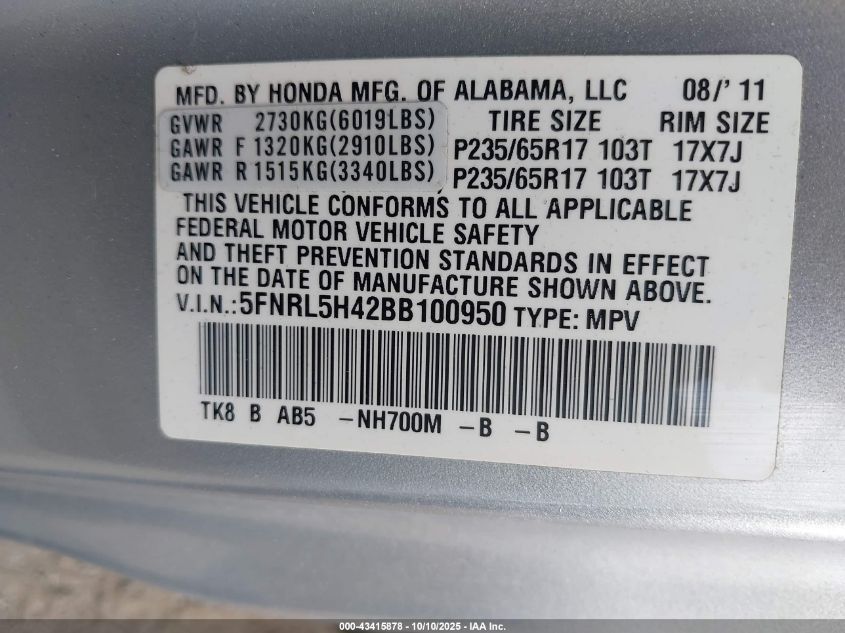 MFD. BY HONDA MFG. OF ALABAMA, LLC 08/'11
GVWR 2730KG(6019LBS) TIRE SIZE RIM SIZE
GAWR F 1320KG(2910LBS) P235/65R17 103T 17X7J
GAWR R 1515KG(3340LBS) P235/65R17 103T 17X7J
THIS VEHICLE CONFORMS TO ALL APPLICABLE
FEDERAL MOTOR VEHICLE SAFETY
AND THEFT PREVENTION STANDARDS IN EFFECT
ON THE DATE OF MANUFACTURE SHOWN ABOVE.
V.I.N.:5FNRL5H42BB100950 TYPE: MPV
TK8 B AB5 -NH700M -B -B
000-43415878 - 10/10/2025 - IAA Inc.